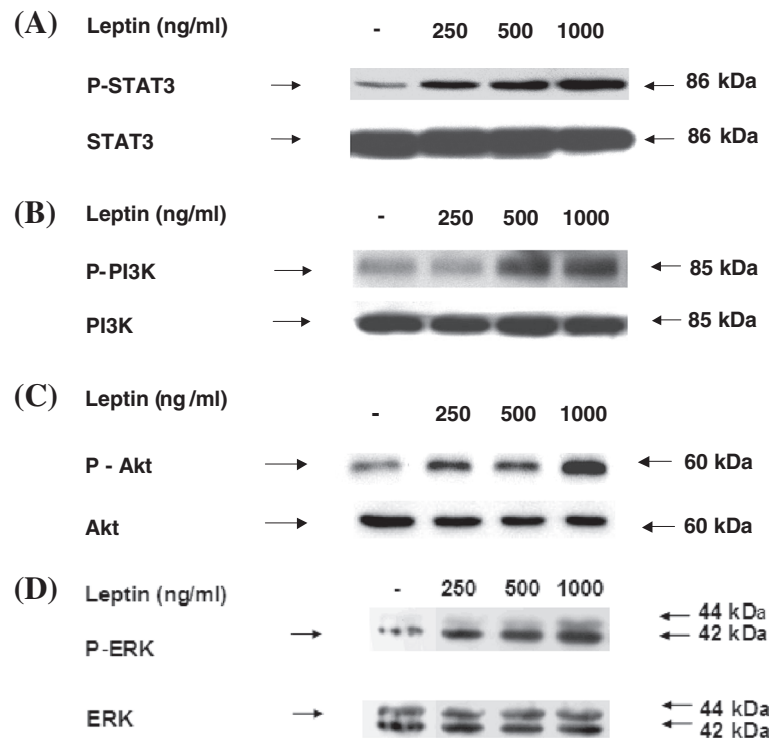 (A) Leptin (ng/ml) - 250 500 1000
P-STAT3 86 kDa
STAT3 86 kDa
(B) Leptin (ng/ml) - 250 500 1000
P-PI3K 85 kDa
PI3K 85 kDa
(C) Leptin (ng /ml) - 250 500 1000
P - Akt 60 kDa
Akt 60 kDa
(D) Leptin (ng/ml) - 250 500 1000
44 kDa
P-ERK 42 kDa
ERK 44 kDa
42 kDa